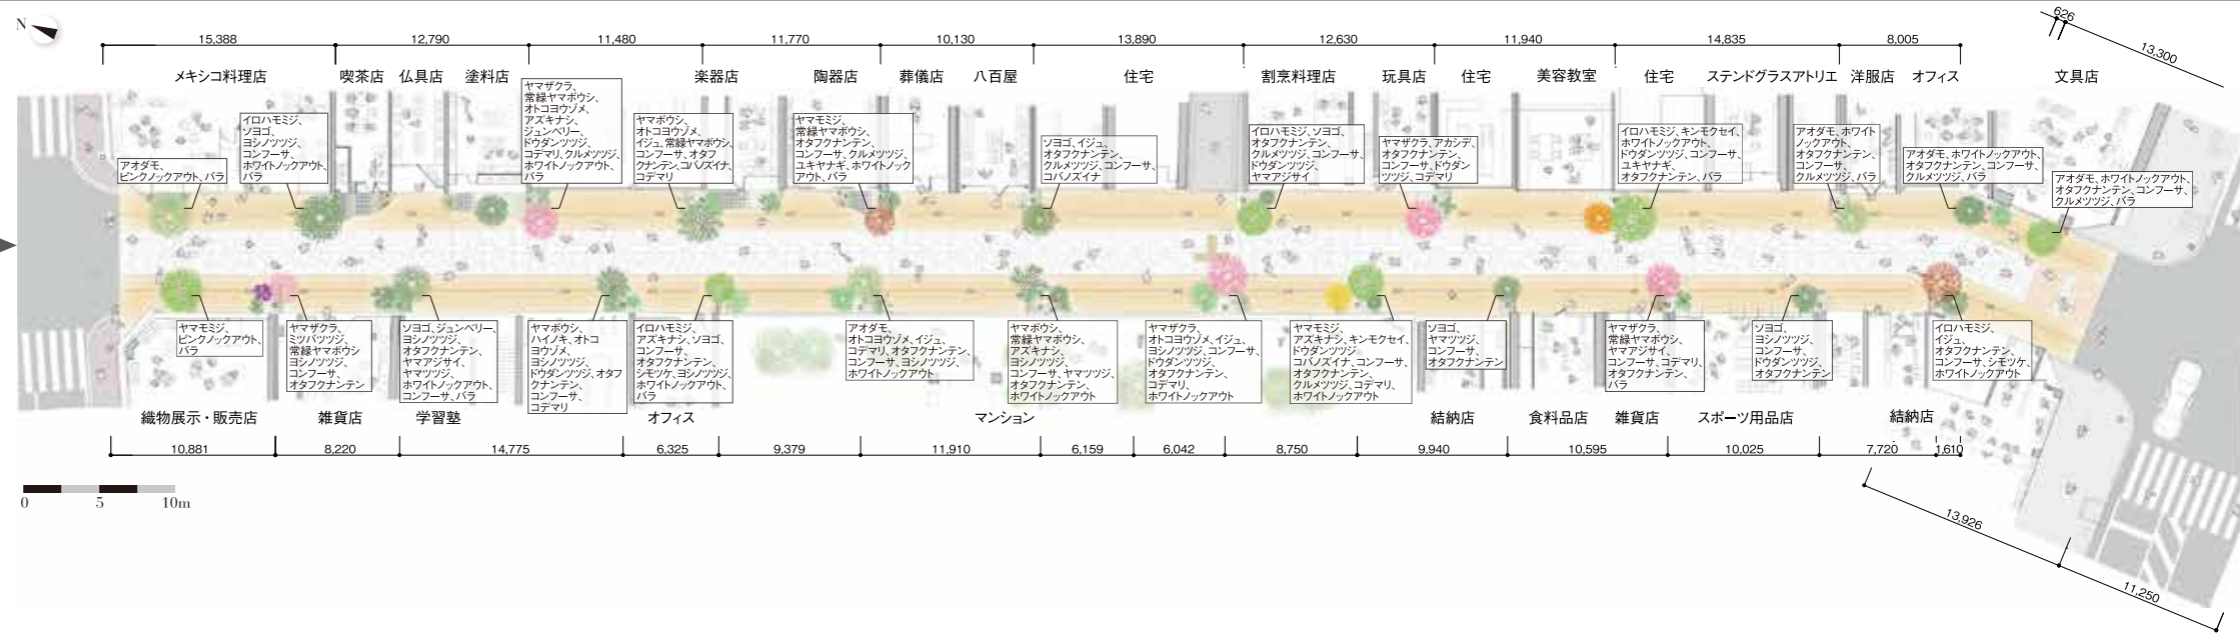 N
15,388
12,790
11,480
11,770
10,130
13,890
12,630
11,940
14,835
8,005
626
13,300
メキシコ料理店
喫茶店
仏具店
塗料店
楽器店
陶器店
葬儀店
八百屋
住宅
割烹料理店
玩具店
住宅
美容教室
住宅
ステンドグラスアトリエ
洋服店
オフィス
文具店
アオダモ、
ピンクノックアウト、バラ
イロハモミジ、
ソヨゴ、
ヨシノツツジ、
コンフーサ、
ホワイトノックアウト、
バラ
ヤマザクラ、
常緑ヤマボウシ、
オトコヨウゾメ、
アズキナシ、
ジューンベリー、
ドウダンツツジ、
コデマリ、クルメツツジ、
ホワイトノックアウト、
バラ
ヤマボウシ、
オトコヨウゾメ、
イジュ、常緑ヤマボウシ、
コンフーサ、オタフ
クナンテン、コバノズイナ、
コデマリ
ヤマモミジ、
常緑ヤマボウシ、
オタフクナンテン、
コンフーサ、クルメツツジ、
ユキヤナギ、ホワイトノック
アウト、バラ
ソヨゴ、イジュ、
オタフクナンテン、
クルメツツジ、コンフーサ、
コバノズイナ
イロハモミジ、ソヨゴ、
オタフクナンテン、
クルメツツジ、コンフーサ、
ドウダンツツジ、
ヤマアジサイ
ヤマザクラ、アカシデ、
オタフクナンテン、
コンフーサ、ドウダン
ツツジ、コデマリ
イロハモミジ、キンモクセイ、
ホワイトノックアウト、
ドウダンツツジ、コンフーサ、
ユキヤナギ、
オタフクナンテン、バラ
アオダモ、ホワイト
ノックアウト、
オタフクナンテン、
コンフーサ、
クルメツツジ、バラ
アオダモ、ホワイトノックアウト、
オタフクナンテン、コンフーサ、
クルメツツジ、バラ
アオダモ、ホワイトノックアウト、
オタフクナンテン、コンフーサ、
クルメツツジ、バラ
ヤマモミジ、
ピンクノックアウト、
バラ
ヤマザクラ、
ミツバツツジ、
常緑ヤマボウシ
ヨシノツツジ、
コンフーサ、
オタフクナンテン
ソヨゴ、ジューンベリー、
ヨシノツツジ、
オタフクナンテン、
ヤマアジサイ、
ヤマツツジ、
ホワイトノックアウト、
コンフーサ、バラ
ヤマボウシ、
ハイノキ、オトコ
ヨウゾメ、
ヨシノツツジ、
ドウダンツツジ、オタフ
クナンテン、
コンフーサ、
コデマリ
イロハモミジ、
アズキナシ、ソヨゴ、
コンフーサ、
オタフクナンテン、
シモツケ、ヨシノツツジ、
ホワイトノックアウト、
バラ
アオダモ、
オトコヨウゾメ、イジュ、
コデマリ、オタフクナンテン、
コンフーサ、ヨシノツツジ、
ホワイトノックアウト
ヤマボウシ、
常緑ヤマボウシ、
アズキナシ、
ヨシノツツジ、
コンフーサ、ヤマツツジ、
オタフクナンテン、
ホワイトノックアウト
ヤマザクラ、
オトコヨウゾメ、イジュ、
ヨシノツツジ、コンフーサ、
ドウダンツツジ、
オタフクナンテン、
コデマリ、
ホワイトノックアウト
ヤマモミジ、
アズキナシ、キンモクセイ、
ドウダンツツジ、
コバノズイナ、コンフーサ、
オタフクナンテン、
クルメツツジ、コデマリ、
ホワイトノックアウト
ソヨゴ、
ヤマツツジ、
コンフーサ、
オタフクナンテン
ヤマザクラ、
常緑ヤマボウシ、
ヤマアジサイ、
コンフーサ、コデマリ、
オタフクナンテン、
バラ
ソヨゴ、
ヨシノツツジ、
コンフーサ、
ドウダンツツジ、
オタフクナンテン
イロハモミジ、
イジュ、
オタフクナンテン、
コンフーサ、シモツケ、
ホワイトノックアウト
織物展示・販売店
雑貨店
学習塾
オフィス
マンション
結納店
食料品店
雑貨店
スポーツ用品店
結納店
10,881
8,220
14,775
6,325
9,379
11,910
6,159
6,042
8,750
9,940
10,595
10,025
7,720
1,610
13,926
11,250
0
5
10m